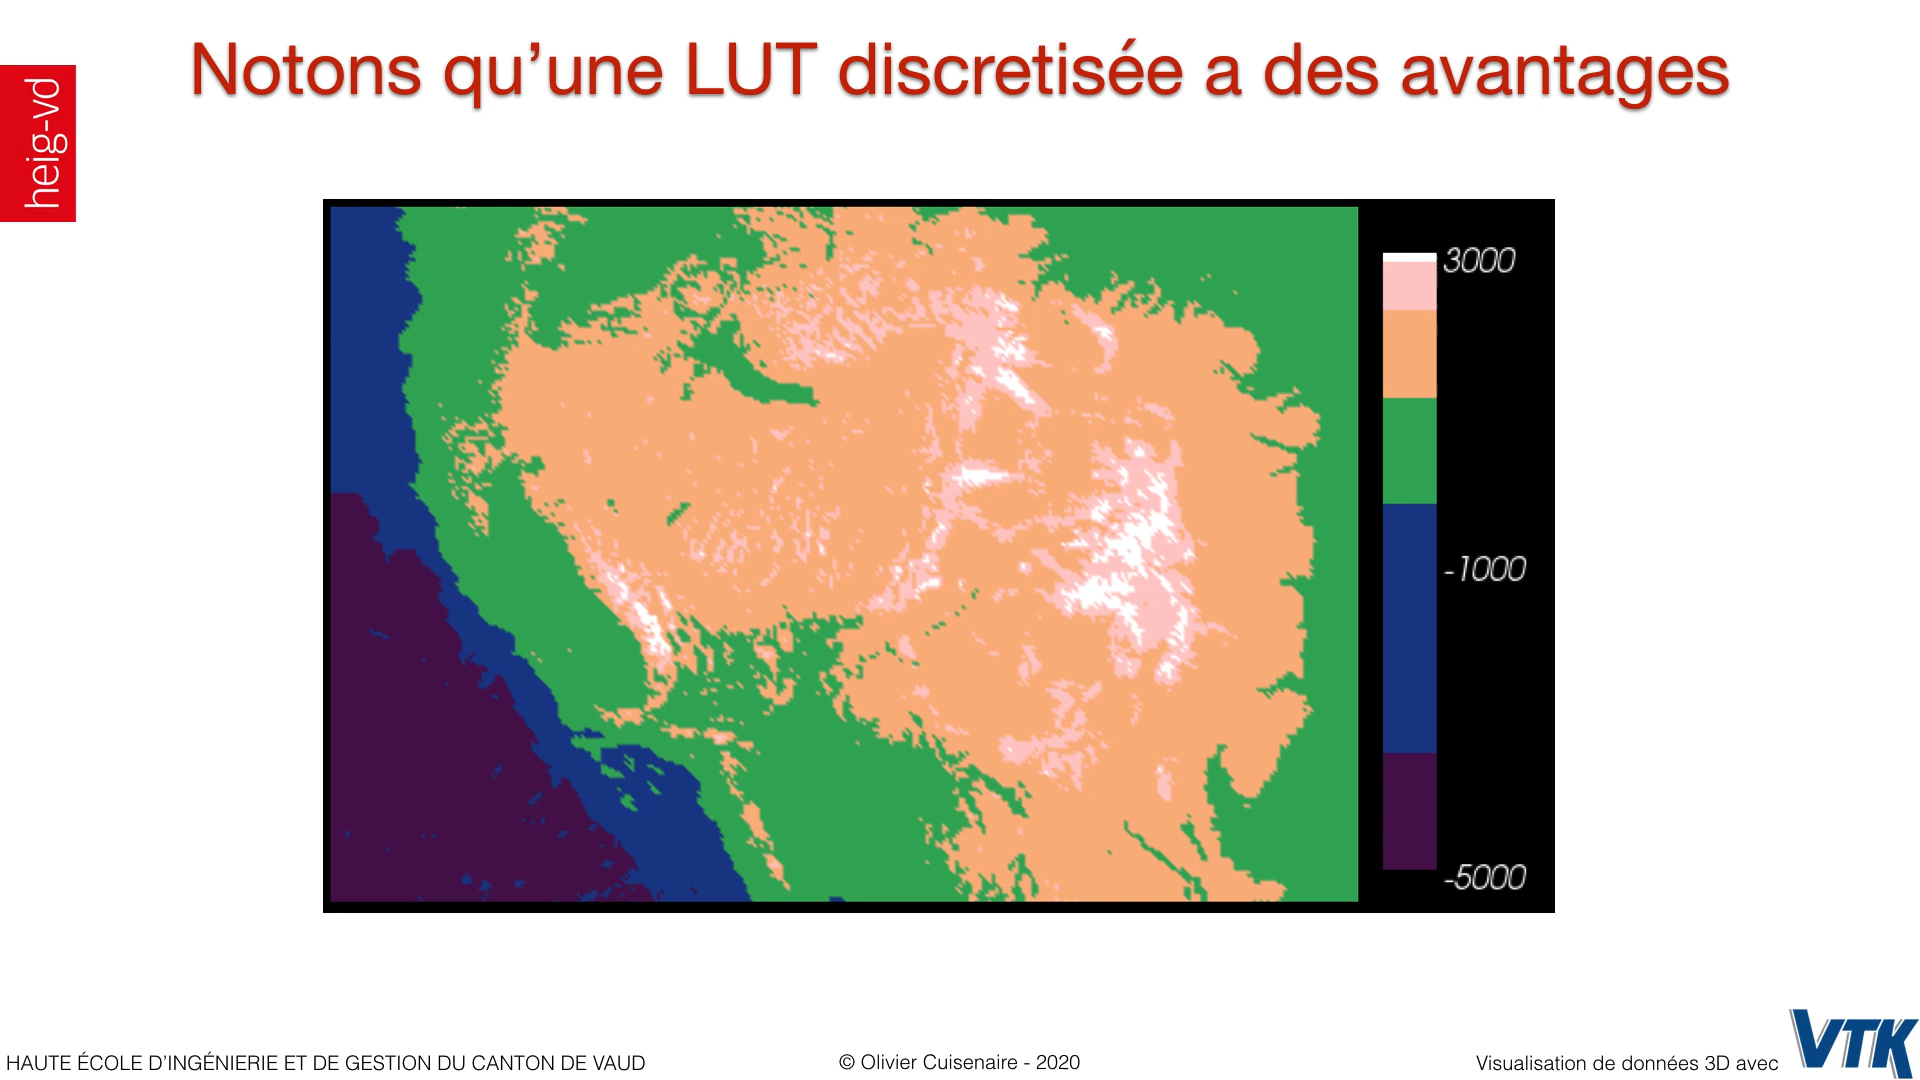 Notons qu’une LUT discretisée a des avantages
heig-vd
3000
-1000
-5000
HAUTE ÉCOLE D’INGÉNIERIE ET DE GESTION DU CANTON DE VAUD
© Olivier Cuisenaire - 2020
Visualisation de données 3D avec
VTK